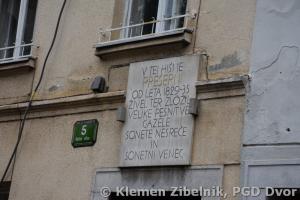 V TEJ HIŠI JE
PREŠEREN
OD LETA 1829-35
ŽIVEL TER ZLOŽIL
VELIKE PESNITVE
GAZELE
SONETE NESREČE
IN
SONETNI VENEC
5
© Klemen Zibelnik, PGD Dvor